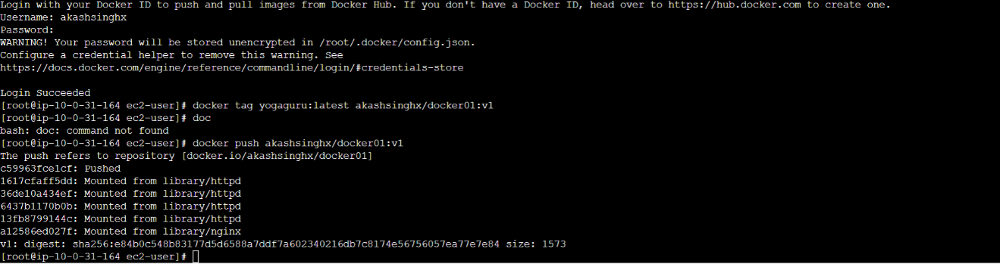 Login with your Docker ID to push and pull images from Docker Hub. If you don't have a Docker ID, head over to https://hub.docker.com to create one.
Username: akashsinghx
Password:
WARNING! Your password will be stored unencrypted in /root/.docker/config.json.
Configure a credential helper to remove this warning. See
https://docs.docker.com/engine/reference/commandline/login/#credentials-store
Login Succeeded
[root@ip-10-0-31-164 ec2-user]# docker tag yogaguru:latest akashsinghx/docker01:v1
[root@ip-10-0-31-164 ec2-user]# doc
bash: doc: command not found
[root@ip-10-0-31-164 ec2-user]# docker push akashsinghx/docker01:v1
The push refers to repository [docker.io/akashsinghx/docker01]
c59963fce1cf: Pushed
1617cfaff5dd: Mounted from library/httpd
36de10a434ef: Mounted from library/httpd
6437b1170b0b: Mounted from library/httpd
13fb8799144c: Mounted from library/httpd
a12586ed027f: Mounted from library/nginx
v1: digest: sha256:e84b0c548b83177d5d6588a7ddf7a602340216db7c8174e56756057ea77e7e84 size: 1573
[root@ip-10-0-31-164 ec2-user]#